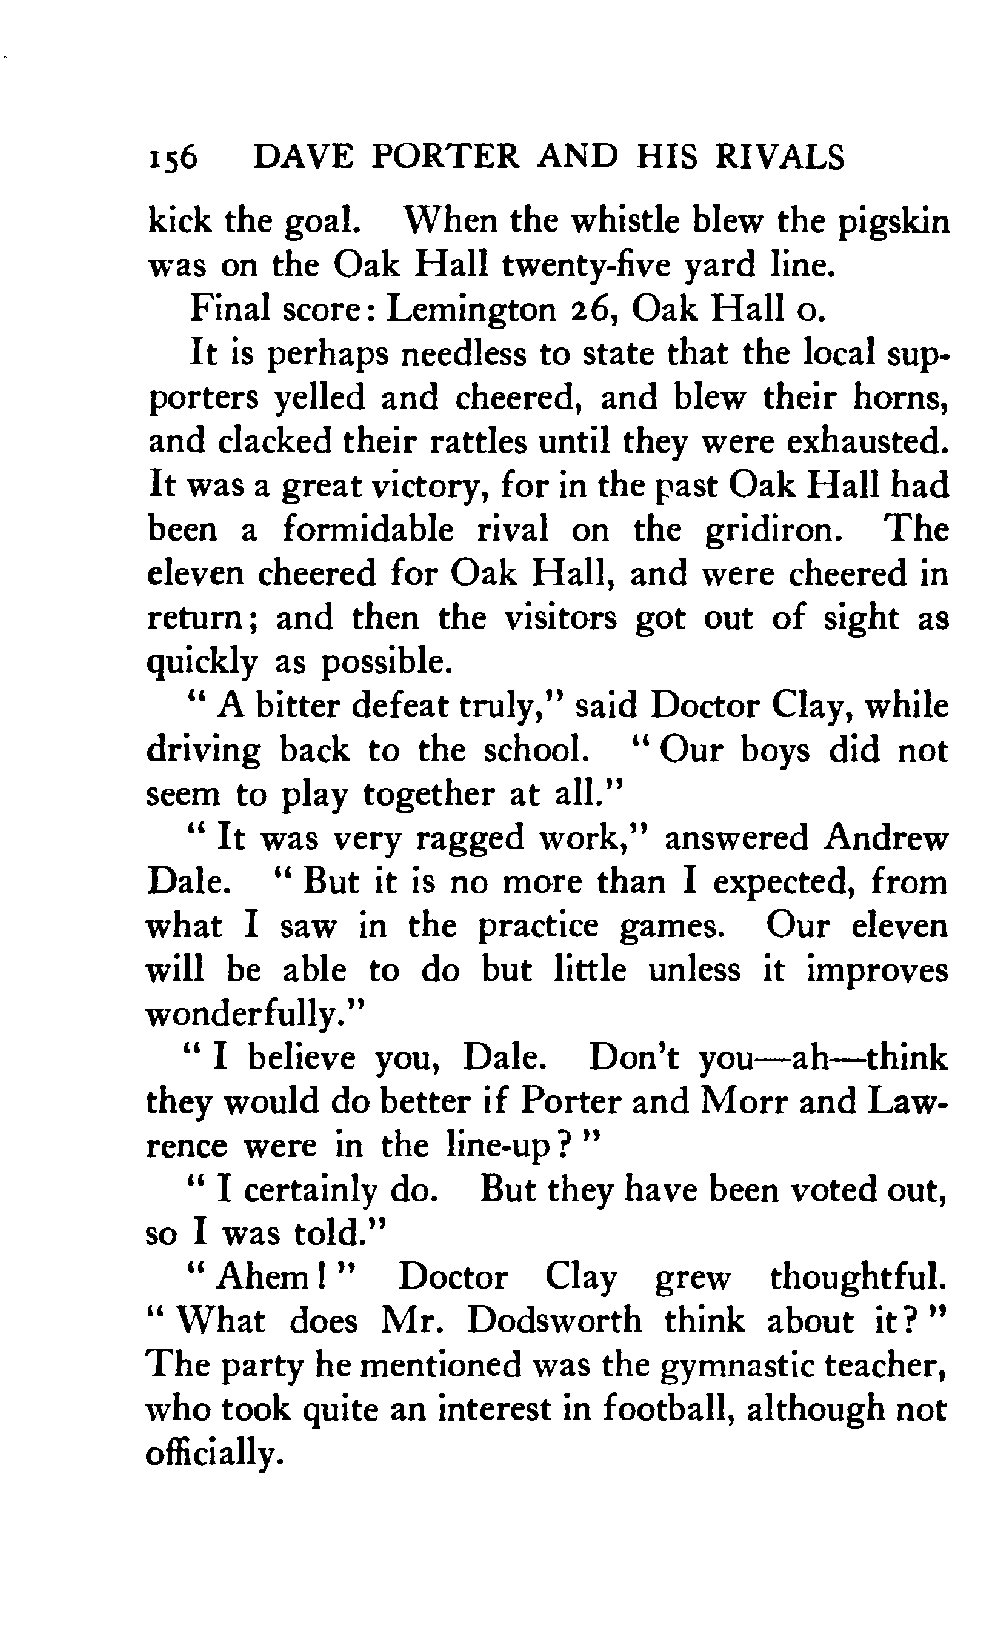 156 DAVE PORTER AND HIS RIVALS
kick the goal. When the whistle blew the pigskin
was on the Oak Hall twenty-five yard line.
Final score: Lemington 26, Oak Hall 0.
It is perhaps needless to state that the local sup-
porters yelled and cheered, and blew their horns,
and clacked their rattles until they were exhausted.
It was a great victory, for in the past Oak Hall had
been a formidable rival on the gridiron. The
eleven cheered for Oak Hall, and were cheered in
return; and then the visitors got out of sight as
quickly as possible.
" A bitter defeat truly," said Doctor Clay, while
driving back to the school. " Our boys did not
seem to play together at all."
" It was very ragged work," answered Andrew
Dale. " But it is no more than I expected, from
what I saw in the practice games. Our eleven
will be able to do but little unless it improves
wonderfully."
" I believe you, Dale. Don't you—ah—think
they would do better if Porter and Morr and Law-
rence were in the line-up? "
" I certainly do. But they have been voted out,
so I was told."
" Ahem! " Doctor Clay grew thoughtful.
" What does Mr. Dodsworth think about it? "
The party he mentioned was the gymnastic teacher,
who took quite an interest in football, although not
officially.